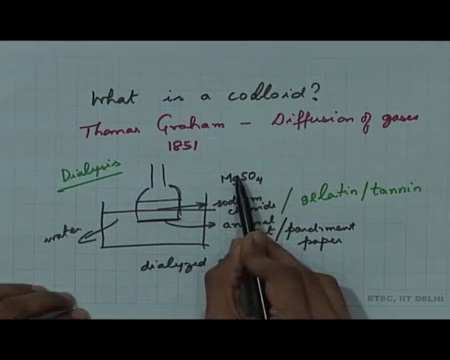 What is a colloid?
Thomas Graham – Diffusion of gases
1851
Dialysis
MgSO4
sodium / gelatin/tannin
water
/parchment
paper
dialyzed
ETSC, IIT DELHI